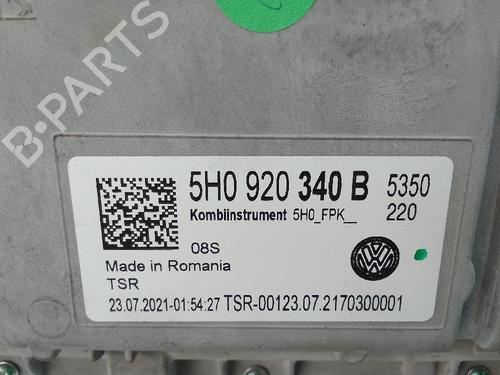 B-PARTS
5H0 920 340 B 5350
Kombiinstrument 5H0_FPK__ 220
08S
Made in Romania
TSR
23.07.2021-01:54:27 TSR-00123.07.2170300001